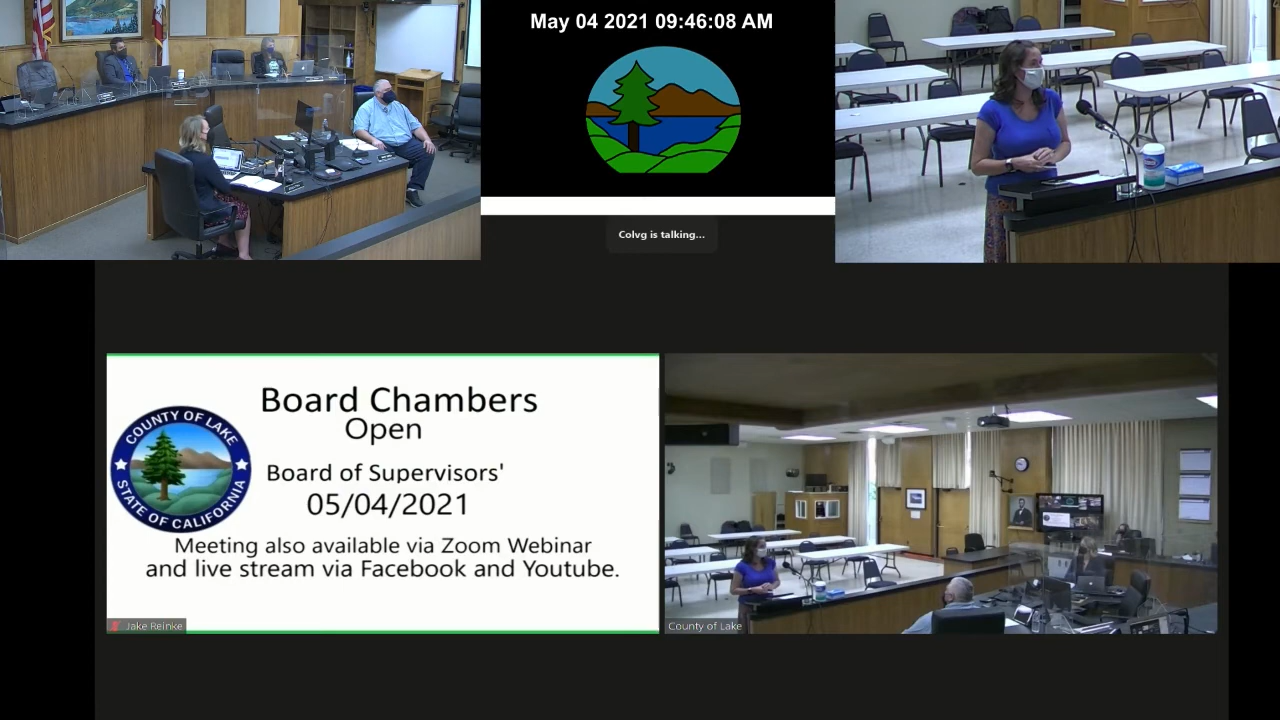 May 04 2021 09:46:08 AM
Colvg is talking...
Board Chambers
Open
COUNTY OF LAKE
STATE OF CALIFORNIA
Board of Supervisors'
05/04/2021
Meeting also available via Zoom Webinar
and live stream via Facebook and Youtube.
Jake Reinke
County of Lake